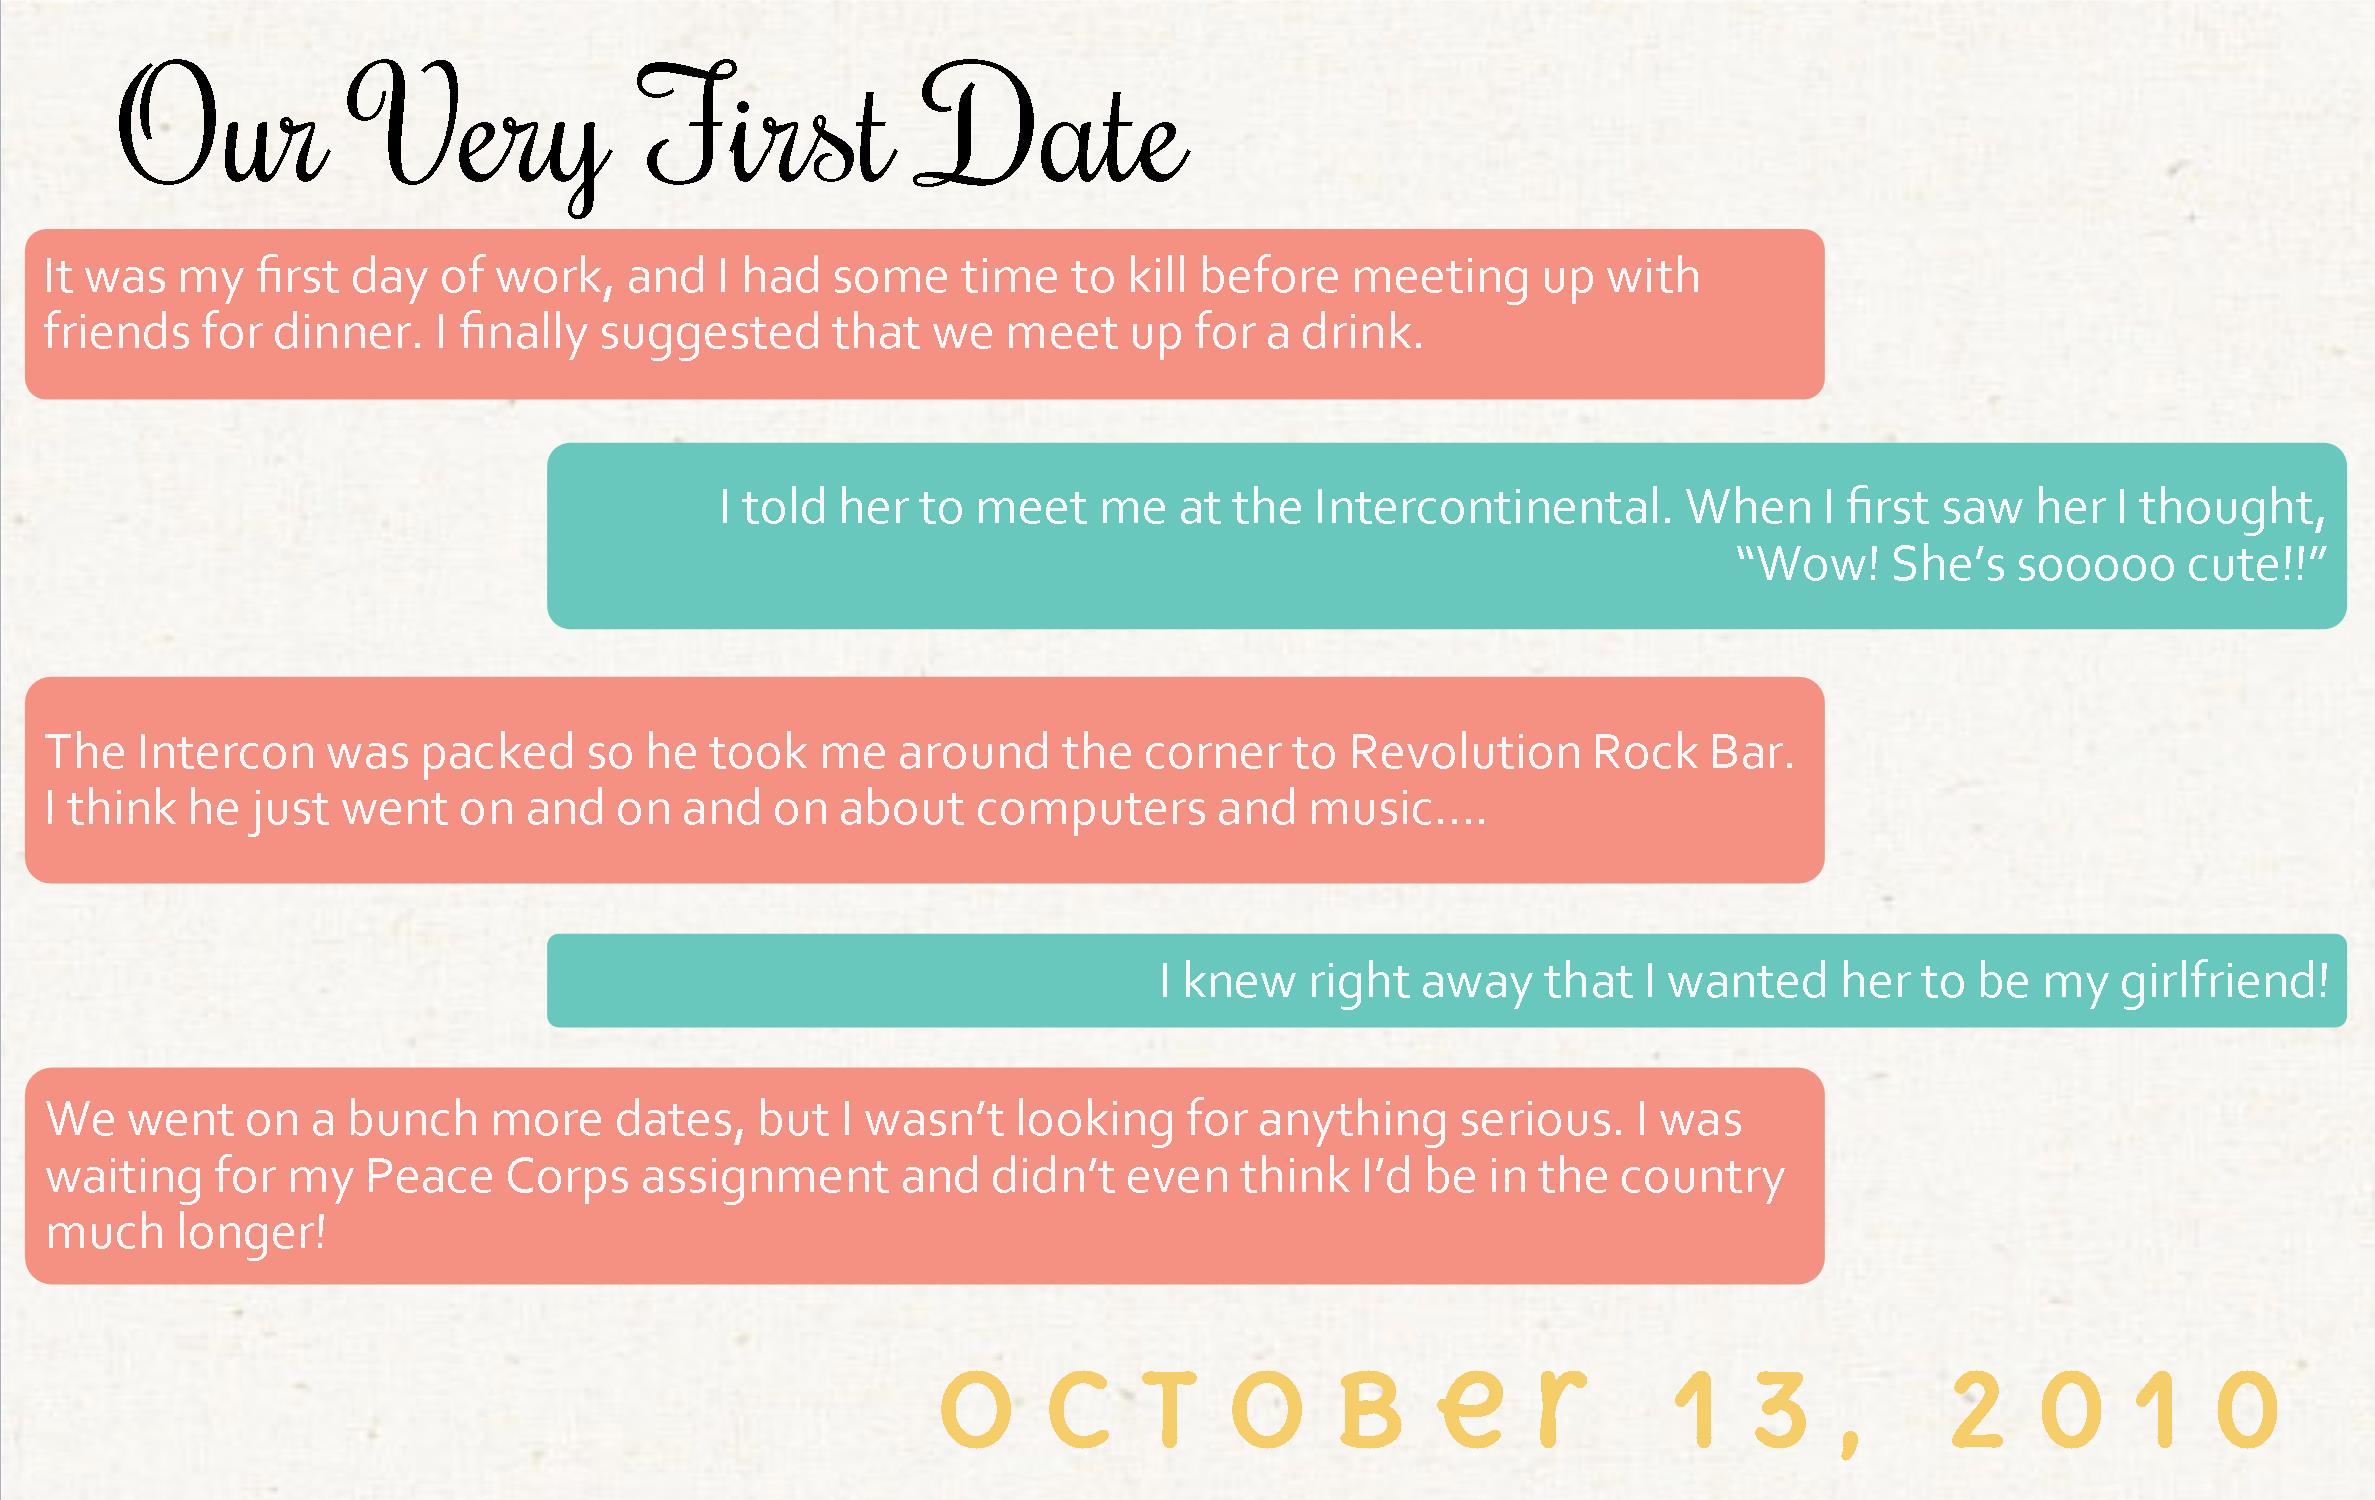 Our Very First Date
It was my first day of work, and I had some time to kill before meeting up with
friends for dinner. I finally suggested that we meet up for a drink.
I told her to meet me at the Intercontinental. When I first saw her I thought,
“Wow! She’s sooooo cute!!”
The Intercon was packed so he took me around the corner to Revolution Rock Bar.
I think he just went on and on and on about computers and music....
I knew right away that I wanted her to be my girlfriend!
We went on a bunch more dates, but I wasn’t looking for anything serious. I was
waiting for my Peace Corps assignment and didn’t even think I’d be in the country
much longer!
OCTOBer 13, 2010